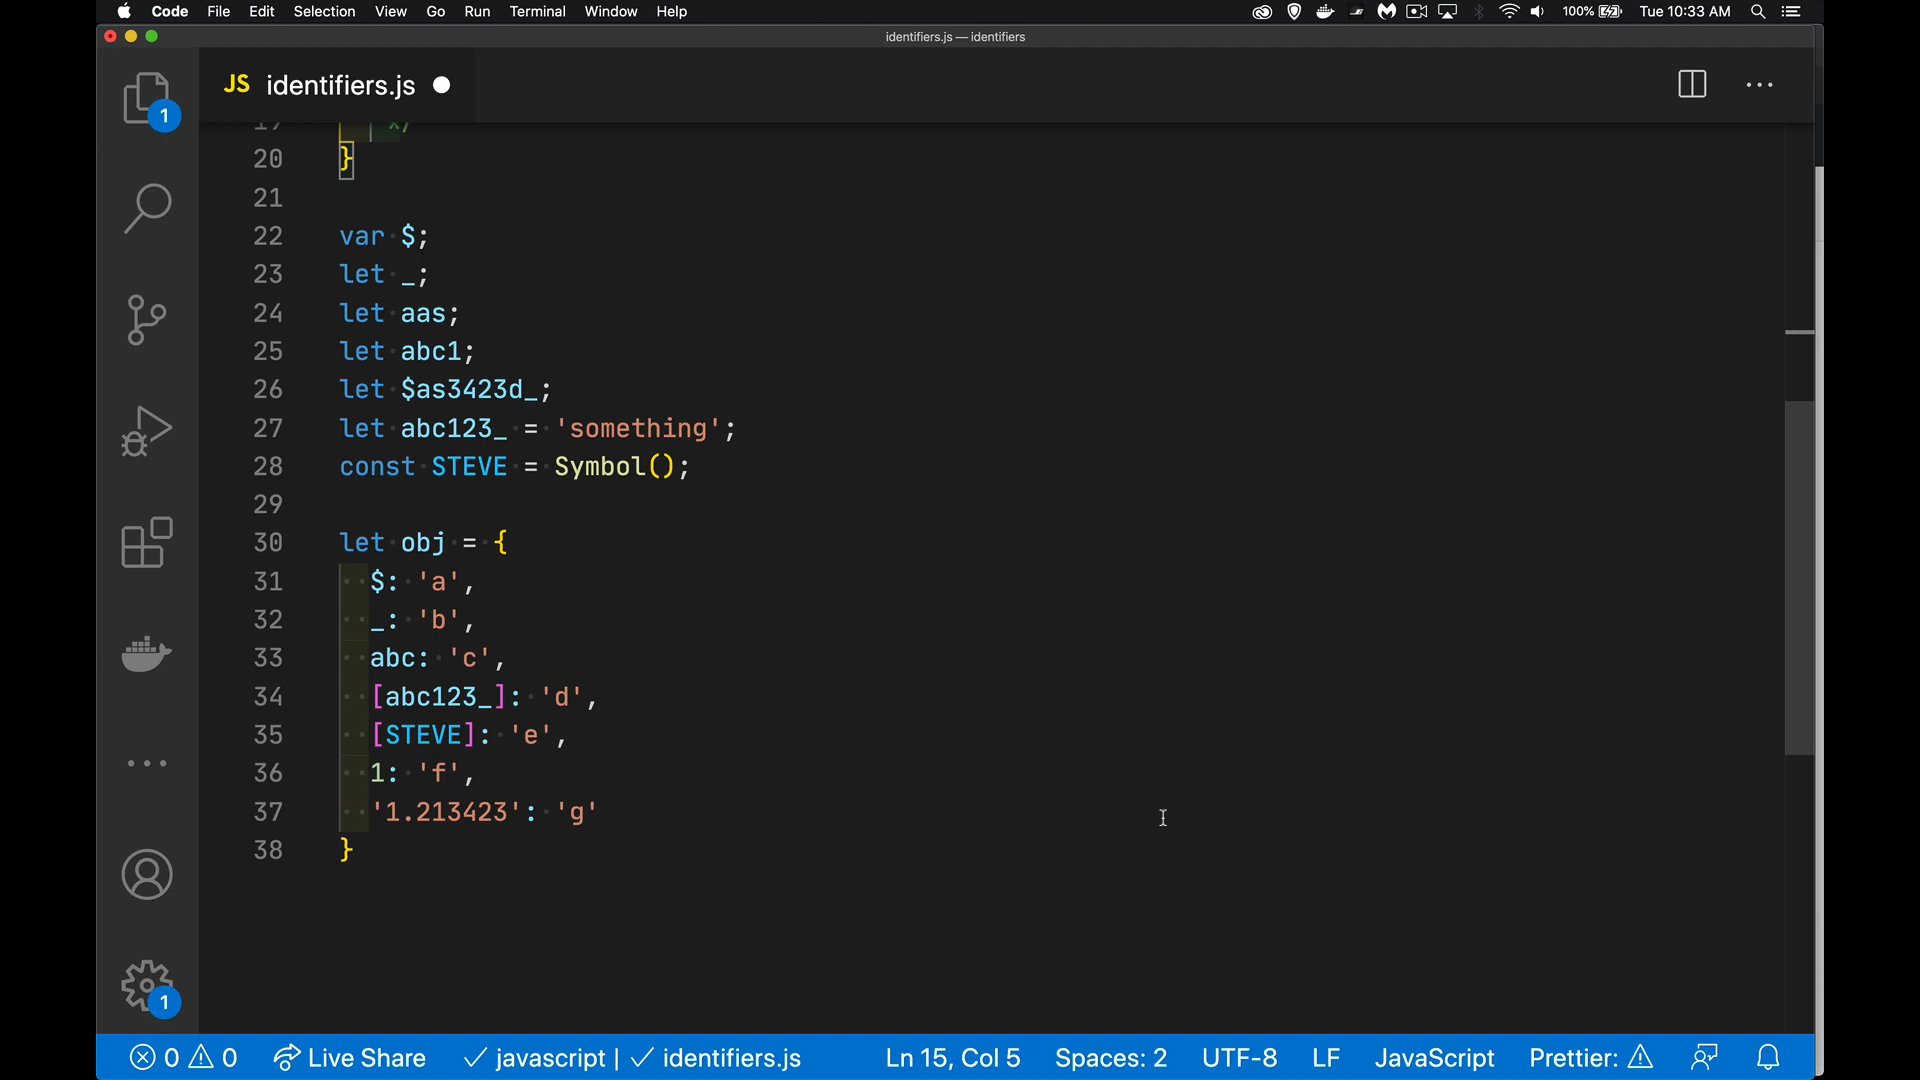 Code File Edit Selection View Go Run Terminal Window Help 100% Tue 10:33 AM
identifiers.js — identifiers
JS identifiers.js
1
19 */
20 }
21
22 var $;
23 let _;
24 let aas;
25 let abc1;
26 let $as3423d_;
27 let abc123_ = 'something';
28 const STEVE = Symbol();
29
30 let obj = {
31 $: 'a',
32 _: 'b',
33 abc: 'c',
34 [abc123_]: 'd',
35 [STEVE]: 'e',
36 1: 'f',
37 '1.213423': 'g'
38 }
1
0 0 Live Share javascript | identifiers.js Ln 15, Col 5 Spaces: 2 UTF-8 LF JavaScript Prettier: